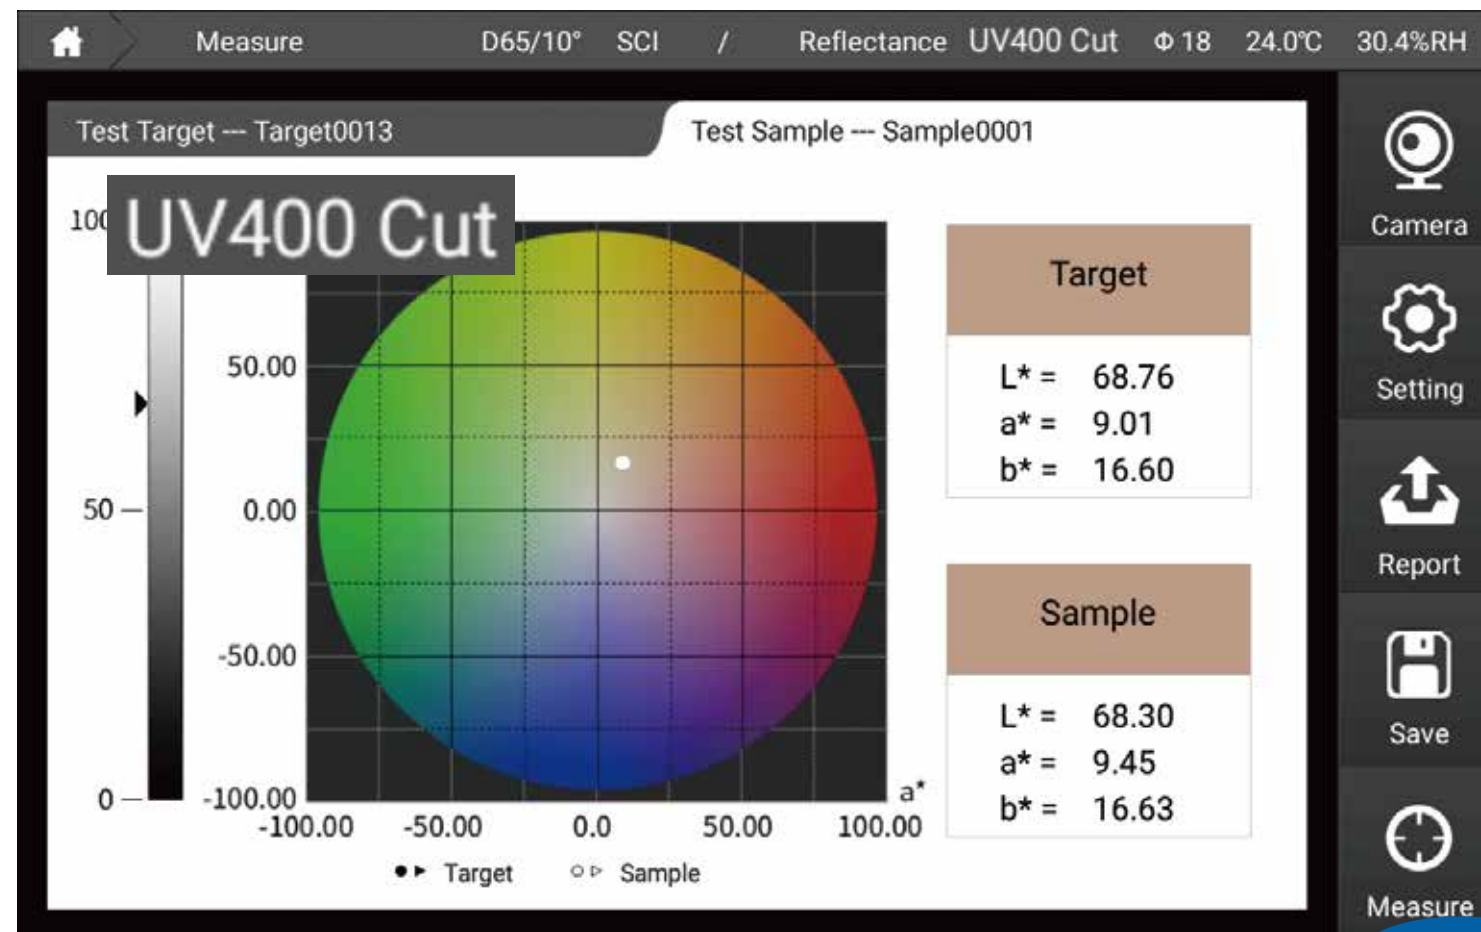 Measure D65/10° SCI / Reflectance UV400 Cut Φ 18 24.0℃ 30.4%RH
Test Target --- Target0013
Test Sample --- Sample0001
UV400 Cut
100
50
0
50.00
0.00
-50.00
-100.00
-100.00 -50.00 0.0 50.00 100.00
a*
Target
Sample
Target
L* = 68.76
a* = 9.01
b* = 16.60
Sample
L* = 68.30
a* = 9.45
b* = 16.63
Camera
Setting
Report
Save
Measure